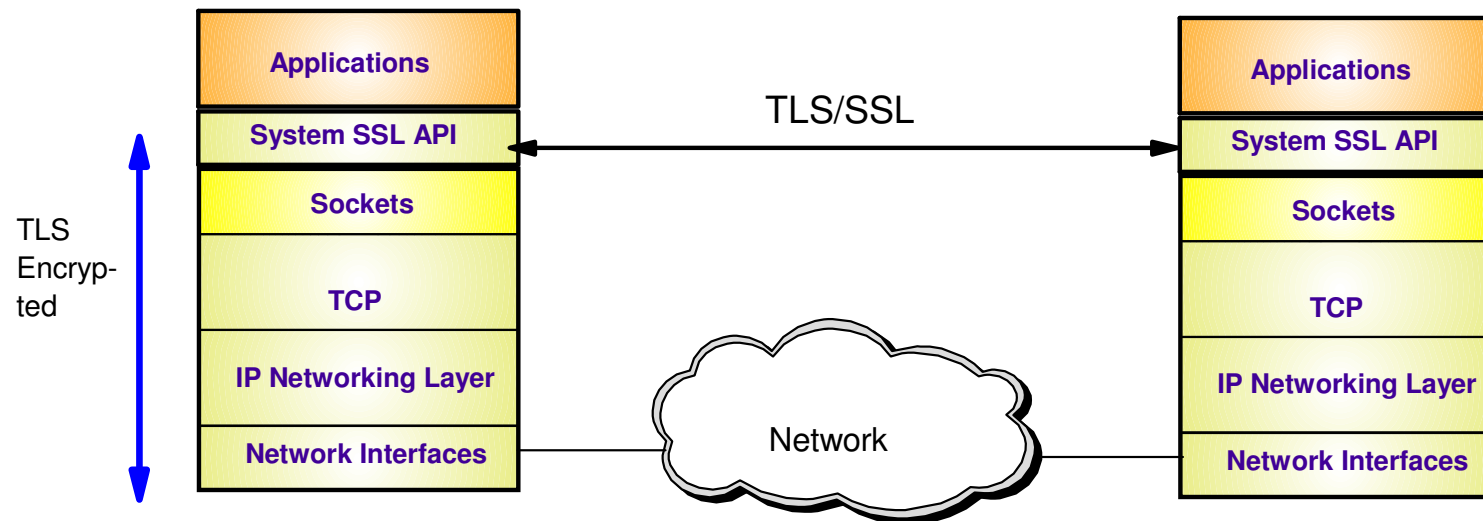 Applications
System SSL API
Sockets
TCP
IP Networking Layer
Network Interfaces
TLS
Encryp-
ted
TLS/SSL
Network
Applications
System SSL API
Sockets
TCP
IP Networking Layer
Network Interfaces